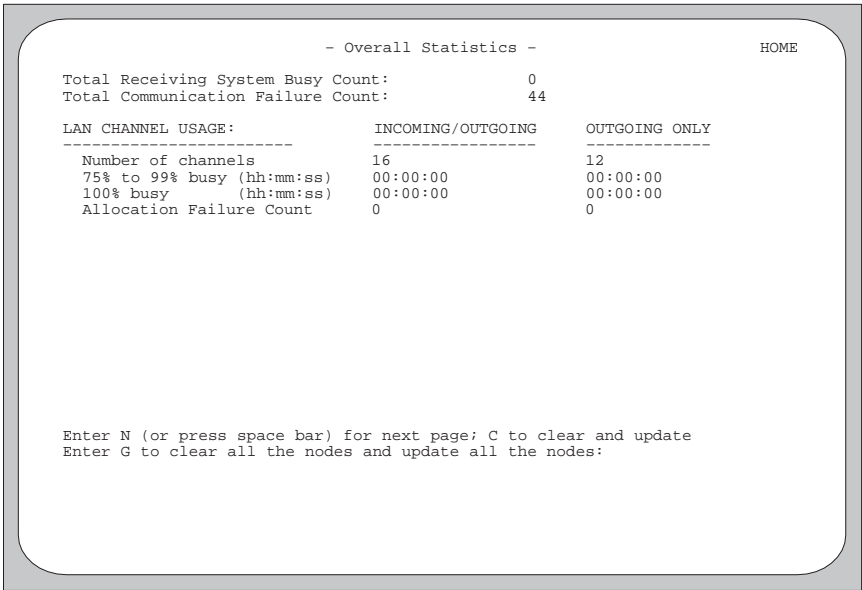 - Overall Statistics - HOME
Total Receiving System Busy Count: 0
Total Communication Failure Count: 44
LAN CHANNEL USAGE: INCOMING/OUTGOING OUTGOING ONLY
------------------------ ----------------- -------------
Number of channels 16 12
75% to 99% busy (hh:mm:ss) 00:00:00 00:00:00
100% busy (hh:mm:ss) 00:00:00 00:00:00
Allocation Failure Count 0 0
Enter N (or press space bar) for next page; C to clear and update
Enter G to clear all the nodes and update all the nodes: